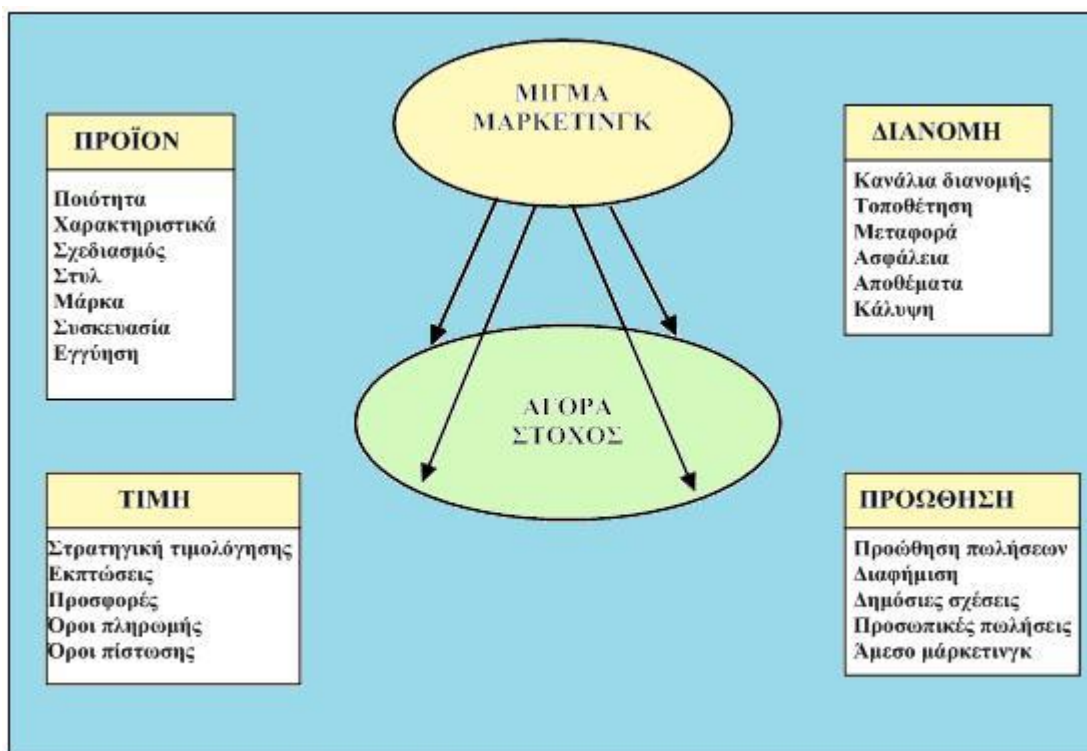 ΜΙΓΜΑ
ΜΑΡΚΕΤΙΝΓΚ
ΠΡΟΪΟΝ
Ποιότητα
Χαρακτηριστικά
Σχεδιασμός
Στυλ
Μάρκα
Συσκευασία
Εγγύηση
ΔΙΑΝΟΜΗ
Κανάλια διανομής
Τοποθέτηση
Μεταφορά
Ασφάλεια
Αποθέματα
Κάλυψη
ΑΓΟΡΑ
ΣΤΟΧΟΣ
ΤΙΜΗ
Στρατηγική τιμολόγησης
Εκπτώσεις
Προσφορές
Όροι πληρωμής
Όροι πίστωσης
ΠΡΟΩΘΗΣΗ
Προώθηση πωλήσεων
Διαφήμιση
Δημόσιες σχέσεις
Προσωπικές πωλήσεις
Άμεσο μάρκετινγκ